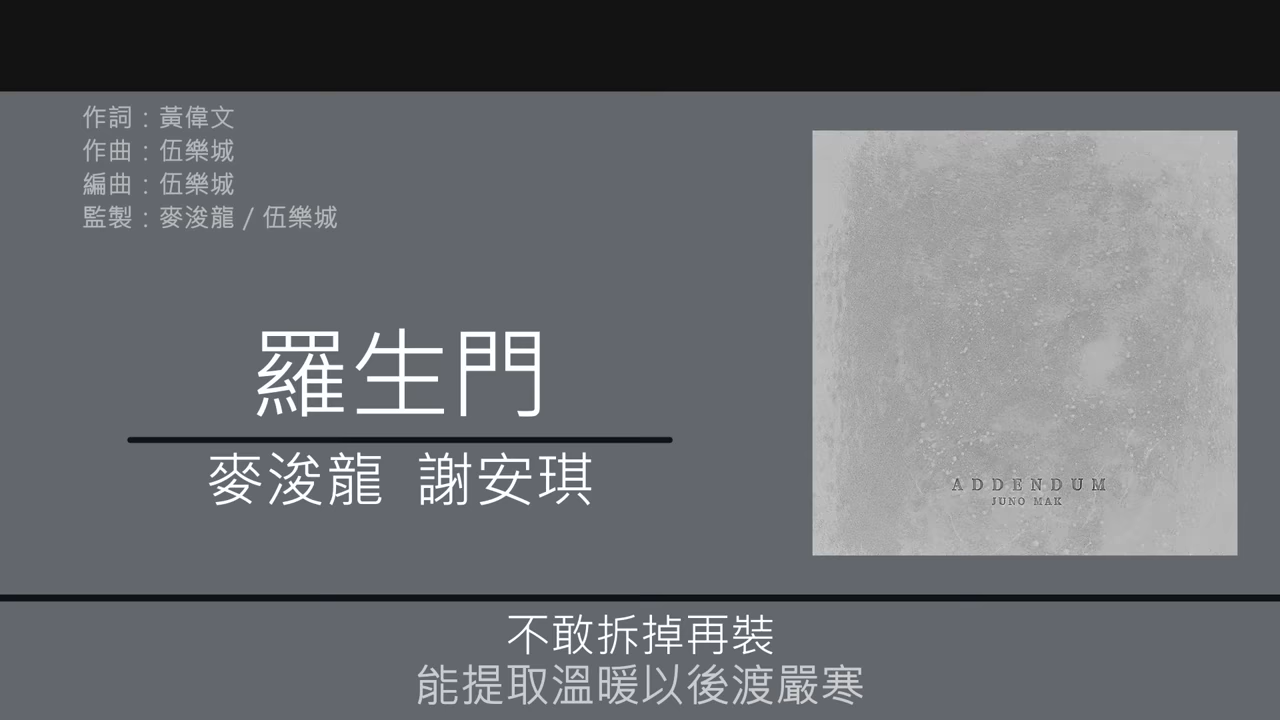 作詞：黃偉文
作曲：伍樂城
編曲：伍樂城
監製：麥浚龍 / 伍樂城
羅生門
麥浚龍 謝安琪
ADDENDUM
JUNO MAK
不敢拆掉再裝
能提取溫暖以後渡嚴寒